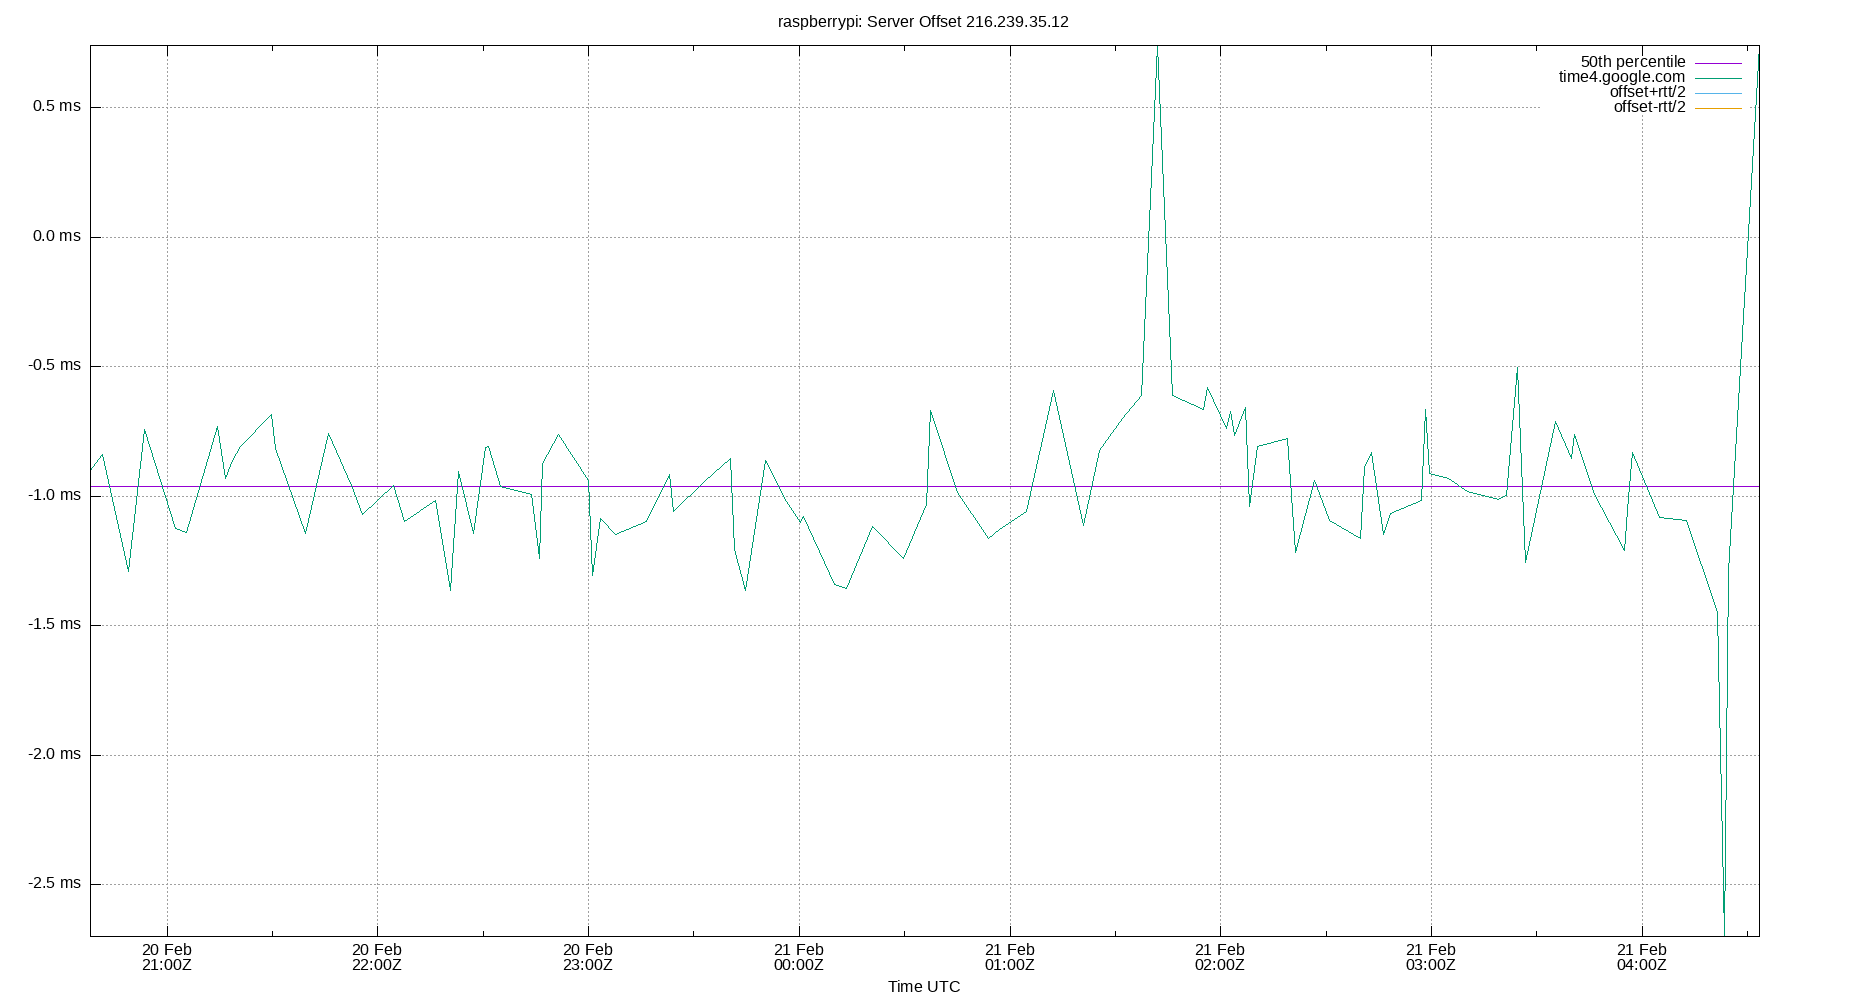 raspberrypi: Server Offset 216.239.35.12
50th percentile
time4.google.com
offset+rtt/2
offset-rtt/2
0.5 ms
0.0 ms
-0.5 ms
-1.0 ms
-1.5 ms
-2.0 ms
-2.5 ms
20 Feb 20 Feb 20 Feb 21 Feb 21 Feb 21 Feb 21 Feb 21 Feb
21:00Z 22:00Z 23:00Z 00:00Z 01:00Z 02:00Z 03:00Z 04:00Z
Time UTC